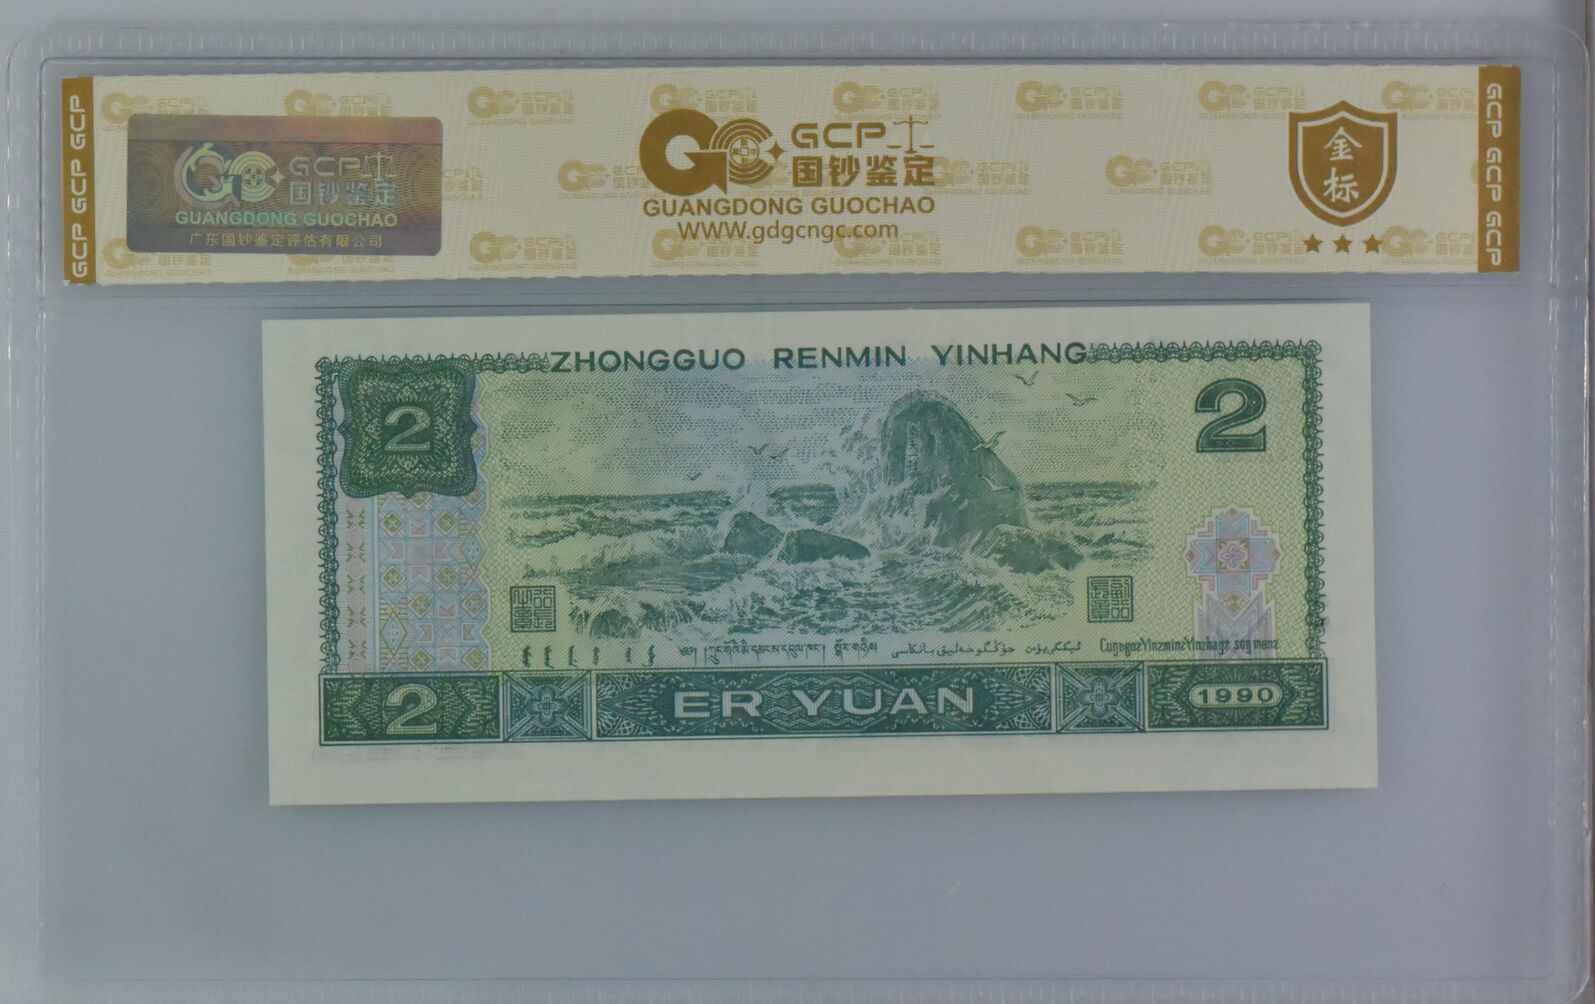 GCP GCP GCP
GCP
国钞鉴定
GUANGDONG GUOCHAO
广东国钞鉴定评估有限公司
GCP
国钞鉴定
GUANGDONG GUOCHAO
WWW.gdgcngc.com
金
标
GCP GCP GCP
ZHONGGUO RENMIN YINHANG
2
2
2
ER YUAN
1990